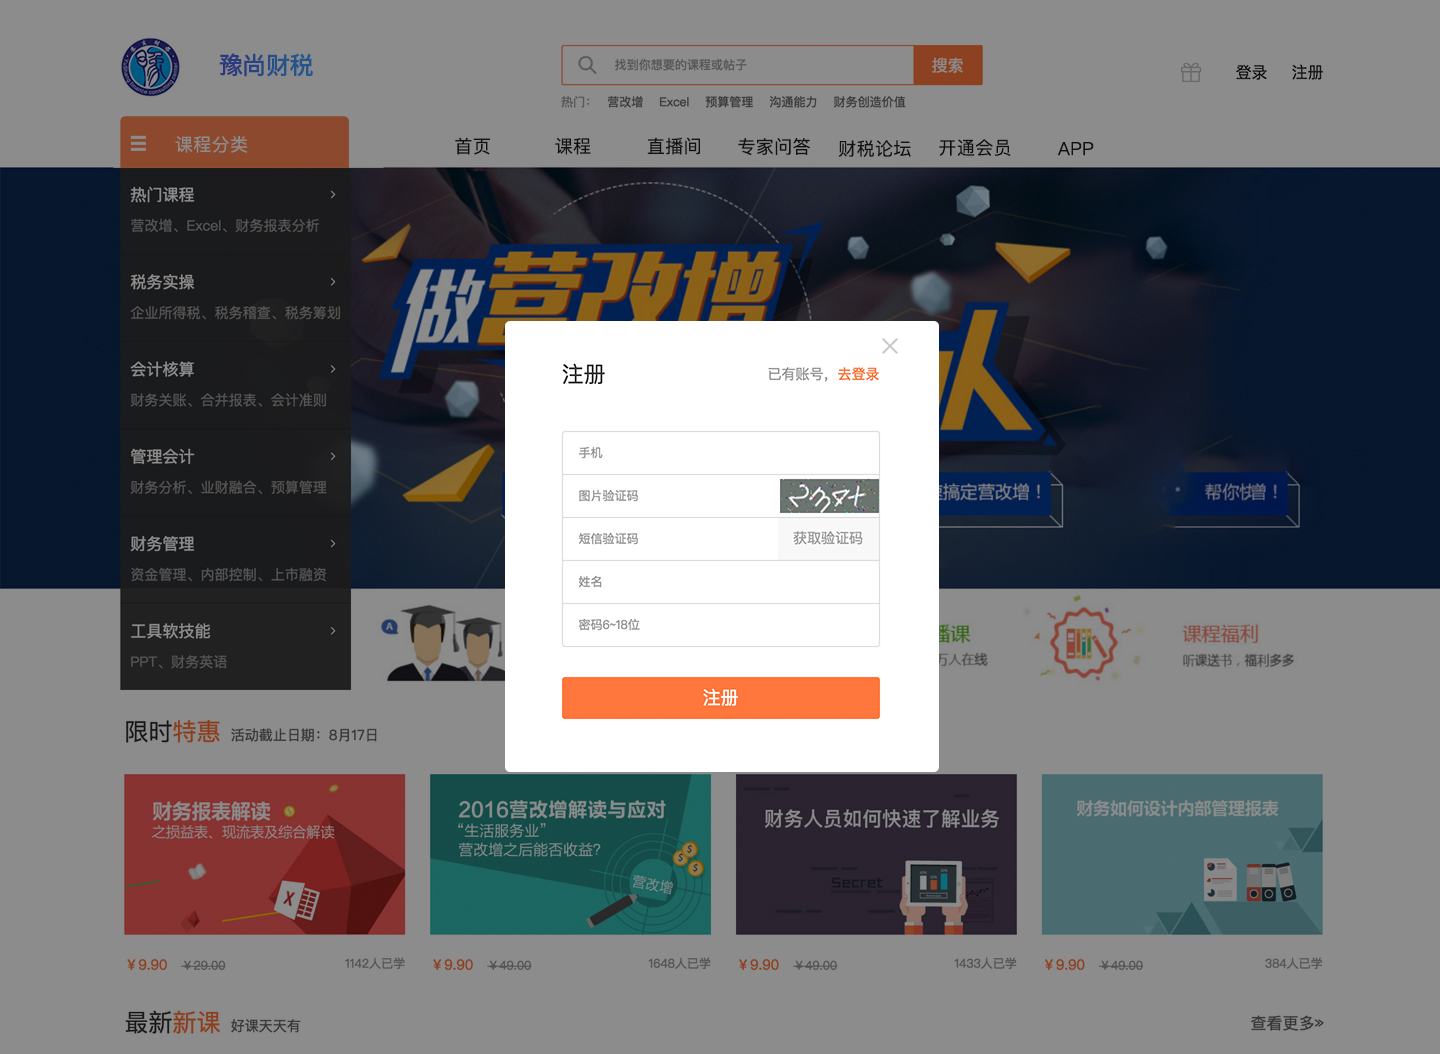 豫尚财税
找到你想要的课程或帖子
搜索
登录 注册
热门： 营改增 Excel 预算管理 沟通能力 财务创造价值
课程分类
首页 课程 直播间 专家问答 财税论坛 开通会员 APP
热门课程
营改增、Excel、财务报表分析
税务实操
企业所得税、税务稽查、税务筹划
会计核算
财务关账、合并报表、会计准则
管理会计
财务分析、业财融合、预算管理
财务管理
资金管理、内部控制、上市融资
工具软技能
PPT、财务英语
做营改增
人
搞定营改增！
帮你快增！
注册
已有账号，去登录
手机
图片验证码
短信验证码 获取验证码
姓名
密码6~18位
注册
A
播课
万人在线
课程福利
听课送书，福利多多
限时特惠 活动截止日期：8月17日
财务报表解读
之损益表、现流表及综合解读
2016营改增解读与应对
“生活服务业”
营改增之后能否收益?
营改增
财务人员如何快速了解业务
Secret
财务如何设计内部管理报表
￥9.90 ￥29.00 1142人已学
￥9.90 ￥49.00 1648人已学
￥9.90 ￥49.00 1433人已学
￥9.90 ￥49.00 384人已学
最新新课 好课天天有
查看更多»